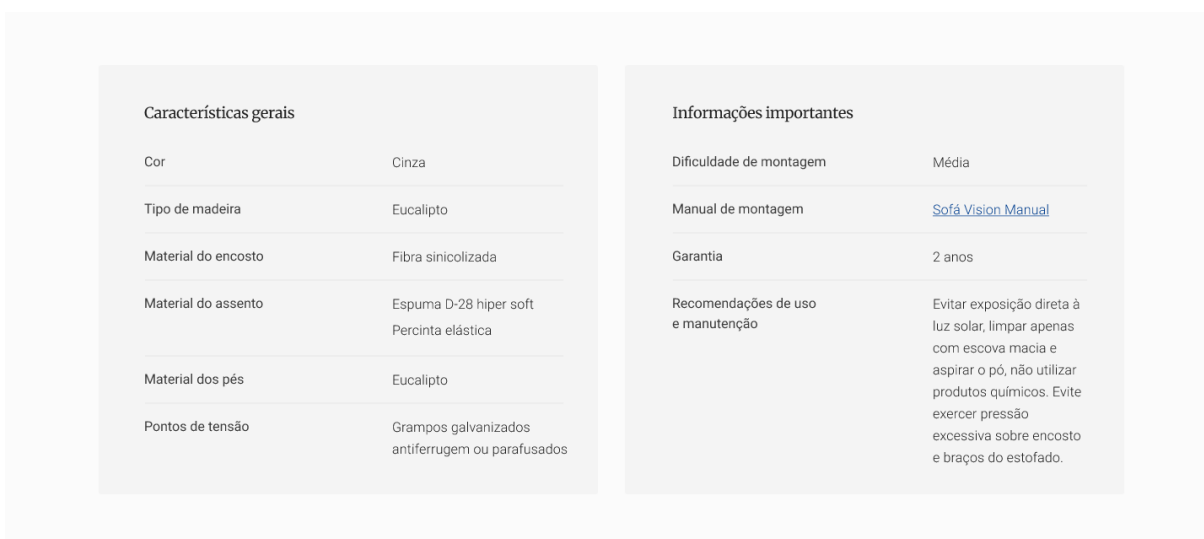 Características gerais
Cor
Cinza
Tipo de madeira
Eucalipto
Material do encosto
Fibra sinicolizada
Material do assento
Espuma D-28 hiper soft
Percinta elástica
Material dos pés
Eucalipto
Pontos de tensão
Grampos galvanizados
antiferrugem ou parafusados
Informações importantes
Dificuldade de montagem
Média
Manual de montagem
Sofá Vision Manual
Garantia
2 anos
Recomendações de uso
e manutenção
Evitar exposição direta à
luz solar, limpar apenas
com escova macia e
aspirar o pó, não utilizar
produtos químicos. Evite
exercer pressão
excessiva sobre encosto
e braços do estofado.